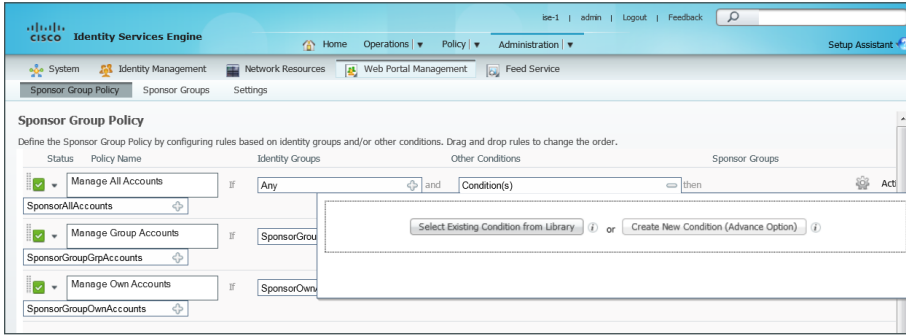 ise-1 | admin | Logout | Feedback
CISCO Identity Services Engine
Home Operations | Policy | Administration | Setup Assistant
System Identity Management Network Resources Web Portal Management Feed Service
Sponsor Group Policy Sponsor Groups Settings
Sponsor Group Policy
Define the Sponsor Group Policy by configuring rules based on identity groups and/or other conditions. Drag and drop rules to change the order.
Status Policy Name Identity Groups Other Conditions Sponsor Groups
Manage All Accounts If Any and Condition(s) then Acti
SponsorAllAccounts
Select Existing Condition from Library i or Create New Condition (Advance Option) i
Manage Group Accounts If SponsorGrou
SponsorGroupGrpAccounts
Manage Own Accounts If SponsorOwn
SponsorGroupOwnAccounts